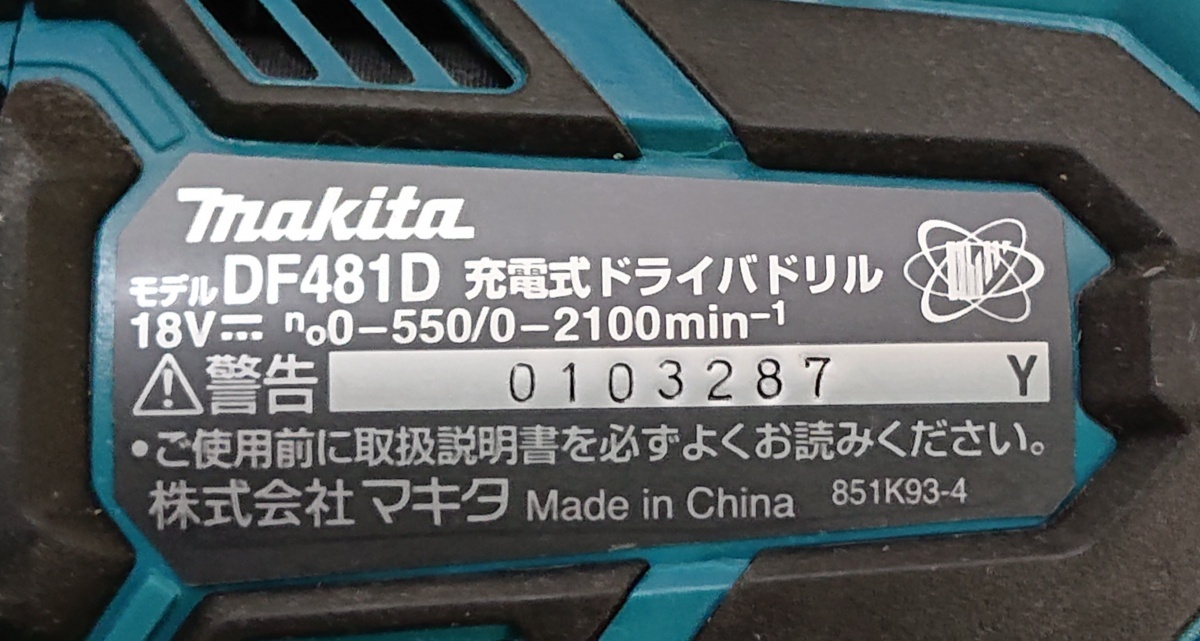 makita
モデル DF481D 充電式ドライバドリル
18V⎓ n₀0-550/0-2100min⁻¹
⚠警告 0103287 Y
•ご使用前に取扱説明書を必ずよくお読みください。
株式会社 マキタ Made in China 851K93-4